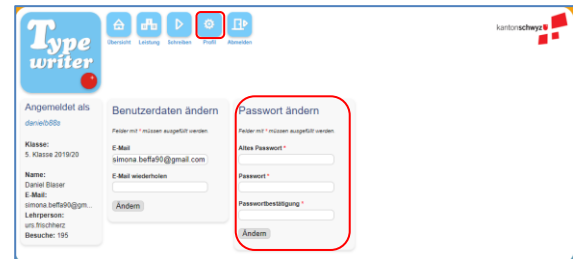 Type
writer
Übersicht
Leistung
Schreiben
Profil
Abmelden
kantonschwyz
Angemeldet als
danielb88s
Klasse:
5. Klasse 2019/20
Name:
Daniel Blaser
E-Mail:
simona.beffa90@gm...
Lehrperson:
urs.frischherz
Besuche: 195
Benutzerdaten ändern
Felder mit * müssen ausgefüllt werden.
E-Mail
simona.beffa90@gmail.com
E-Mail wiederholen
Ändern
Passwort ändern
Felder mit * müssen ausgefüllt werden.
Altes Passwort *
Passwort *
Passwortbestätigung *
Ändern